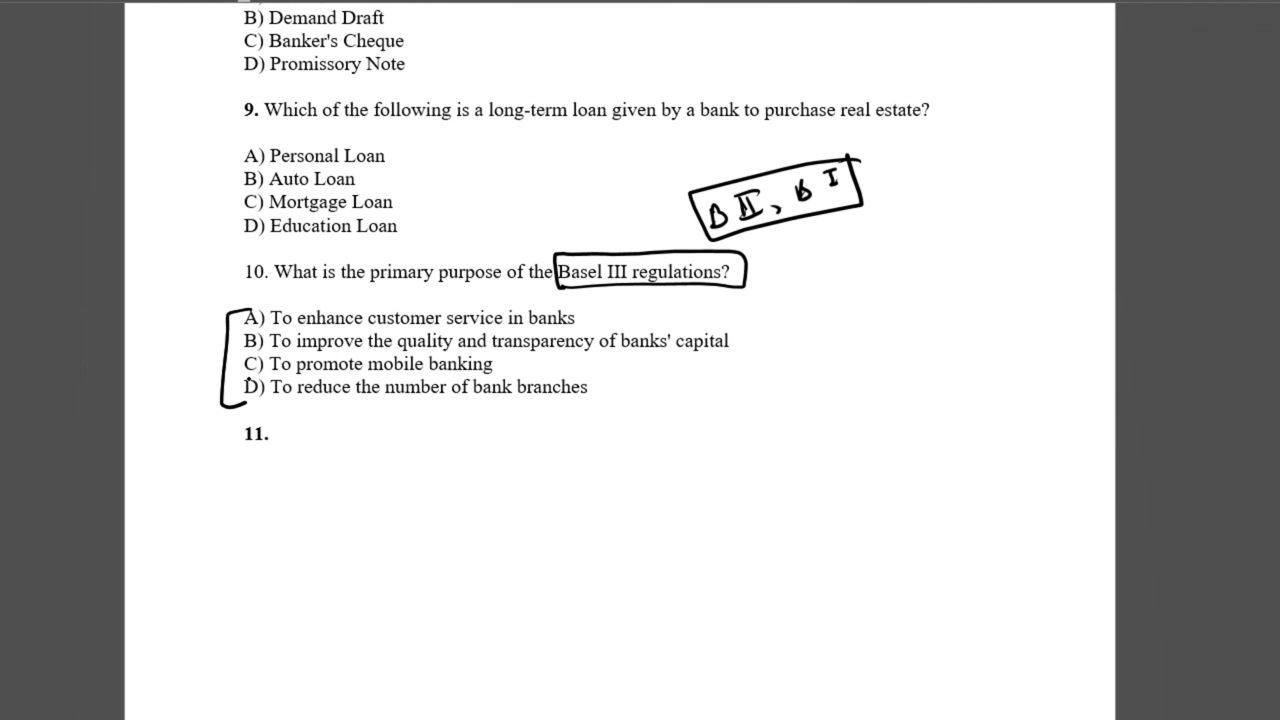 B) Demand Draft
C) Banker's Cheque
D) Promissory Note
9. Which of the following is a long-term loan given by a bank to purchase real estate?
A) Personal Loan
B) Auto Loan
C) Mortgage Loan
D) Education Loan
B II, B I
10. What is the primary purpose of the Basel III regulations?
A) To enhance customer service in banks
B) To improve the quality and transparency of banks' capital
C) To promote mobile banking
D) To reduce the number of bank branches
11.